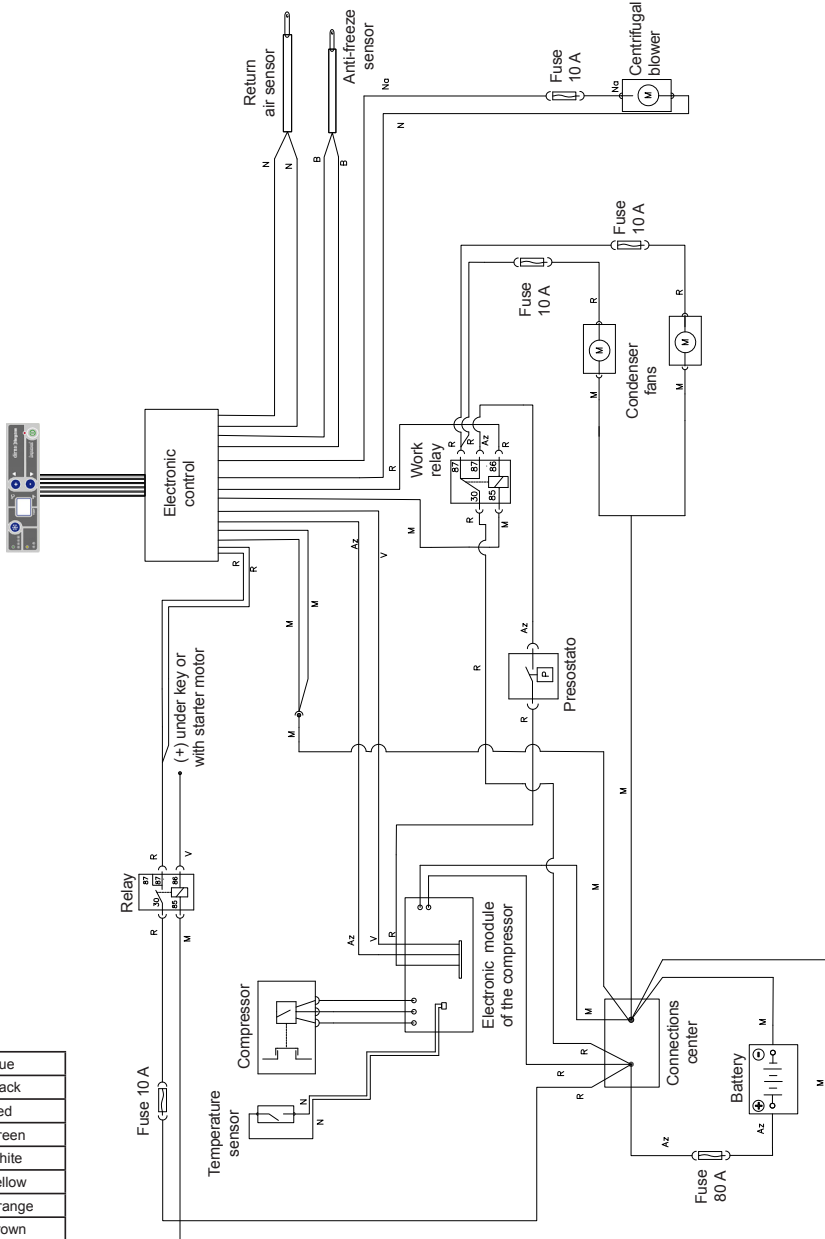 Return
air sensor
Anti-freeze
sensor
Electronic
control
N
N
B
B
Na
N
Fuse
10 A
Na
Centrifugal
blower
M
Fuse
10 A
Fuse
10 A
R
R
M
M
M
M
Condenser
fans
Work
relay
87
87
86
30
85
R
R
Az
R
R
R
M
M
R
Az
V
R
R
M
M
M
(+) under key or
with starter motor
R
V
Relay
87
87
86
30
85
R
M
Az
R
P
Presostato
M
M
Az
V
R
Electronic module
of the compressor
Compressor
Temperature
sensor
N
N
Fuse 10 A
M
R
R
R
Connections
center
M
Battery
Az
Az
Fuse
80 A
M
ue
ack
ed
reen
hite
ellow
range
rown